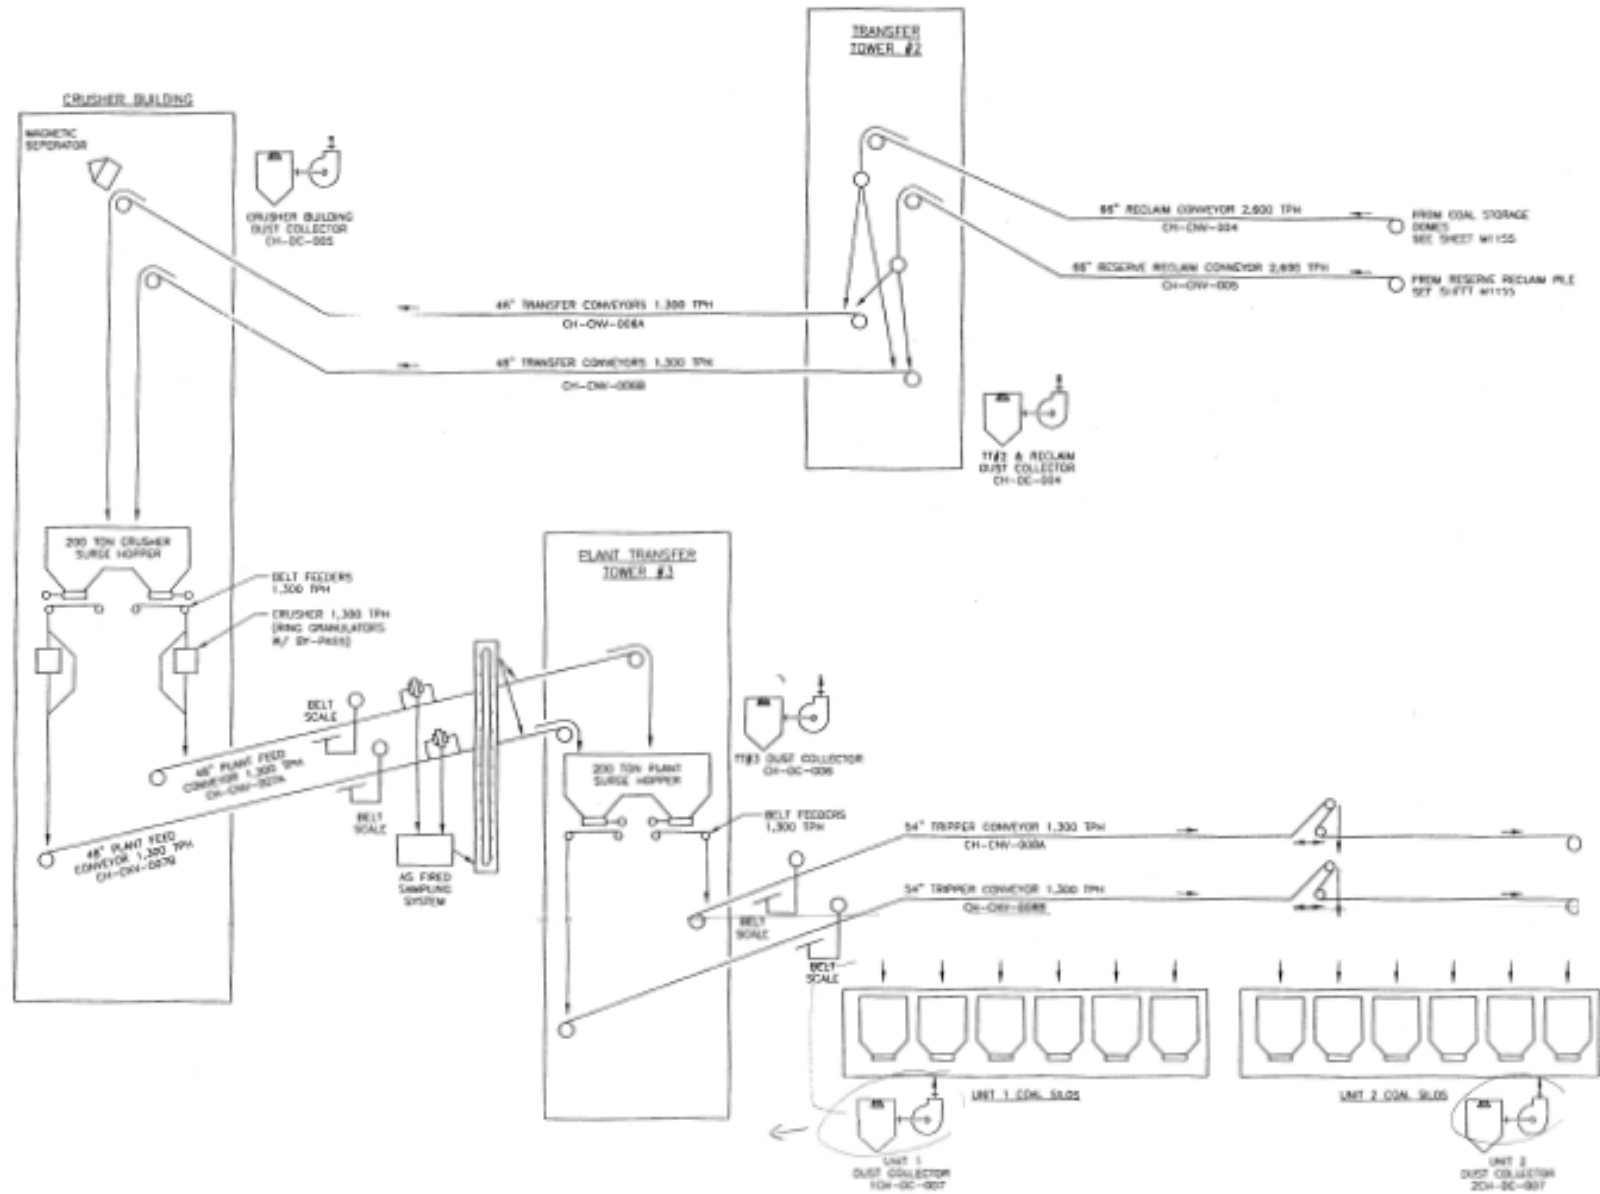 TRANSFER
TOWER #2
CRUSHER BUILDING
MAGNETIC
SEPERATOR
CRUSHER BUILDING
DUST COLLECTOR
CH-DC-005
66" RECLAIM CONVEYOR 2,600 TPH
CH-CNV-004
FROM COAL STORAGE
DOMES
SEE SHEET M1155
66" RESERVE RECLAIM CONVEYOR 2,600 TPH
CH-CNV-005
FROM RESERVE RECLAIM PILE
SEE SHEET M1155
48" TRANSFER CONVEYORS 1,300 TPH
CH-CNV-006A
48" TRANSFER CONVEYORS 1,300 TPH
CH-CNV-006B
TT#2 & RECLAIM
DUST COLLECTOR
CH-DC-004
200 TON CRUSHER
SURGE HOPPER
BELT FEEDERS
1,300 TPH
CRUSHER 1,300 TPH
(RING GRANULATORS
W/ BY-PASS)
PLANT TRANSFER
TOWER #3
BELT
SCALE
48" PLANT FEED
CONVEYOR 1,300 TPH
CH-CNV-007A
BELT
SCALE
48" PLANT FEED
CONVEYOR 1,300 TPH
CH-CNV-007B
AS FIRED
SAMPLING
SYSTEM
200 TON PLANT
SURGE HOPPER
TT#3 DUST COLLECTOR
CH-DC-006
BELT FEEDERS
1,300 TPH
54" TRIPPER CONVEYOR 1,300 TPH
CH-CNV-008A
54" TRIPPER CONVEYOR 1,300 TPH
CH-CNV-008B
BELT
SCALE
BELT
SCALE
UNIT 1 COAL SILOS
UNIT 2 COAL SILOS
UNIT 1
DUST COLLECTOR
1CH-DC-007
UNIT 2
DUST COLLECTOR
2CH-DC-007